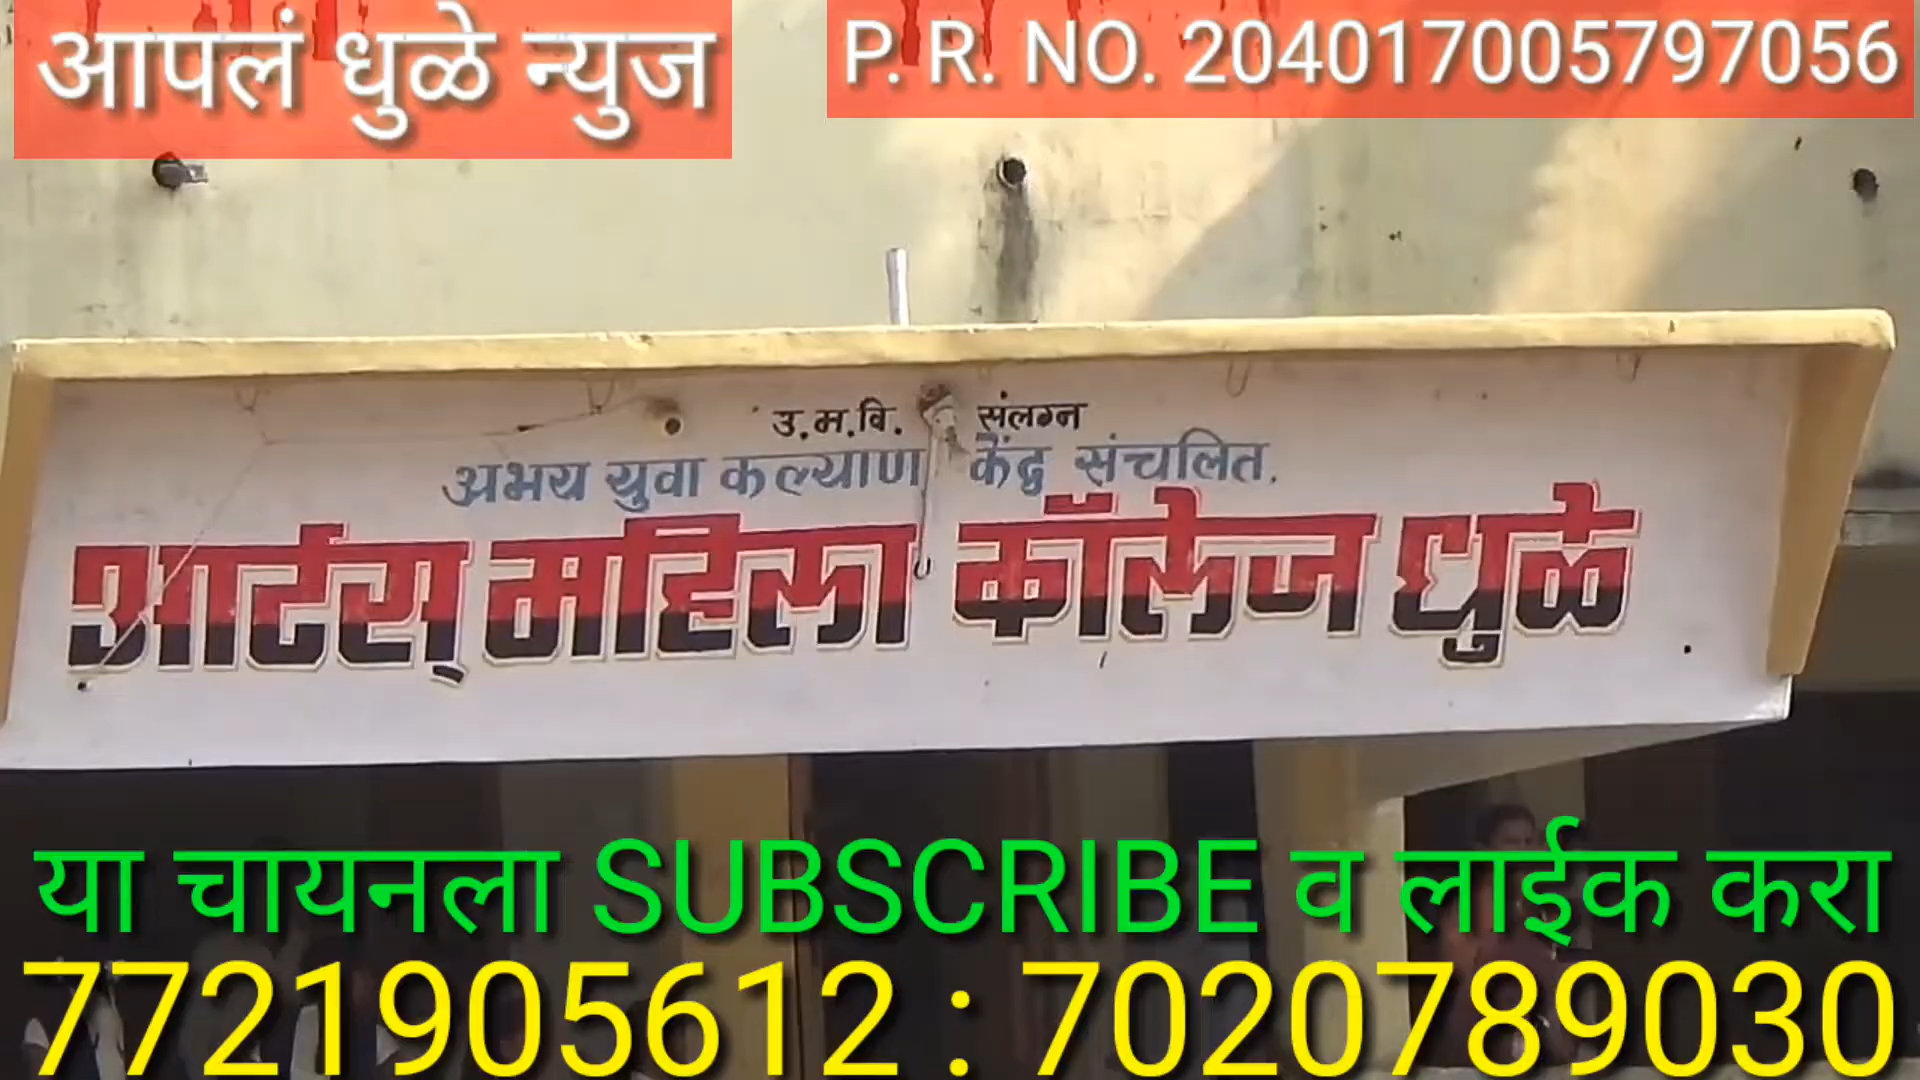 आपलं धुळे न्युज
P. R. NO. 204017005797056
उ.म.वि. संलग्न
अभय युवा कल्याण केंद्र संचलित.
आर्टस् महिला कॉलेज धुळे
या चायनला SUBSCRIBE व लाईक करा
7721905612 : 7020789030